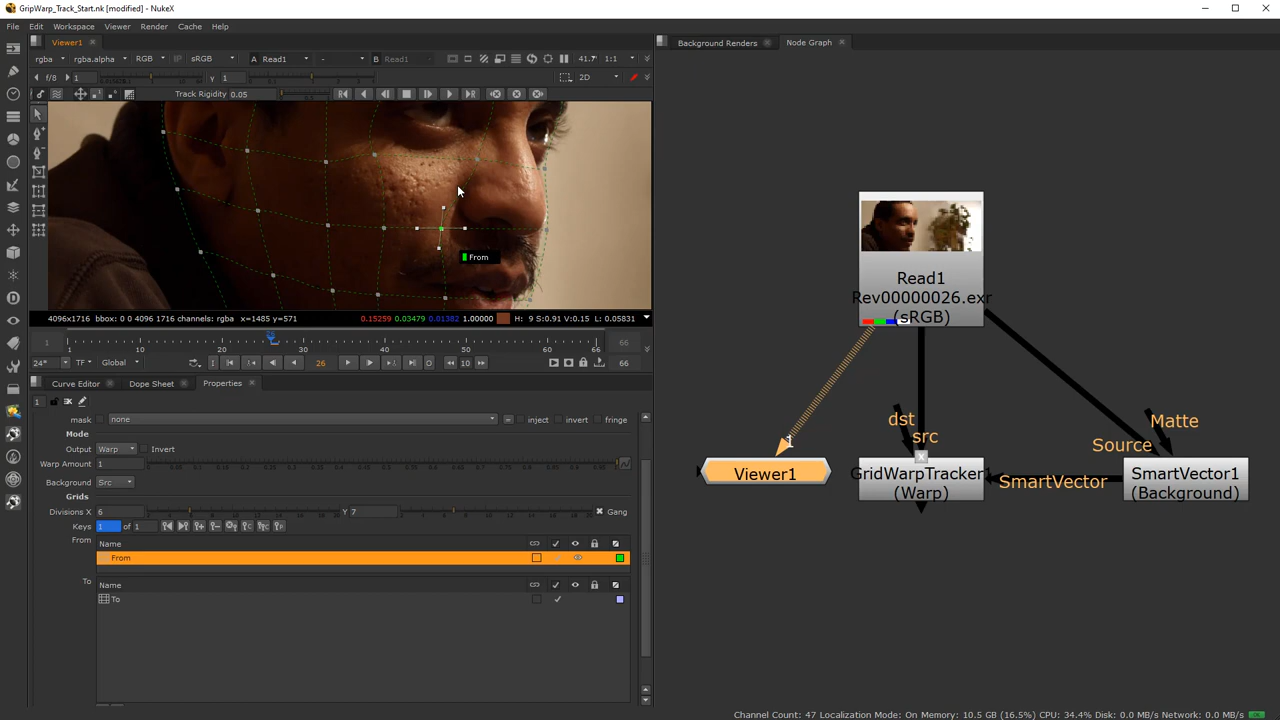 GripWarp_Track_Start.nk [modified] - NukeX
File Edit Workspace Viewer Render Cache Help
Viewer1
Background Renders Node Graph
rgba rgba.alpha RGB IP sRGB A Read1 - B Read1 41.7 1:1
f/8 1 y 1 2D
Track Rigidity 0.05
From
4096x1716 bbox: 0 0 4096 1716 channels: rgba x=1485 y=571 0.15259 0.03479 0.01382 1.00000 H: 9 S:0.91 V:0.15 L: 0.05831
1 1 10 20 30 40 50 60 66 66
24* TF Global 26 10 66
Curve Editor Dope Sheet Properties
1
mask none = inject invert fringe
Mode
Output Warp Invert
Warp Amount 1
Background Src
Grids
Divisions X 6 Y 7 Gang
Keys 1 of 1
From Name
From
To Name
To
Read1
Rev00000026.exr
(sRGB)
dst
src
Matte
Source
1
Viewer1
GridWarpTracker1
(Warp)
SmartVector
SmartVector1
(Background)
Channel Count: 47 Localization Mode: On Memory: 10.5 GB (16.5%) CPU: 34.4% Disk: 0.0 MB/s Network: 0.0 MB/s